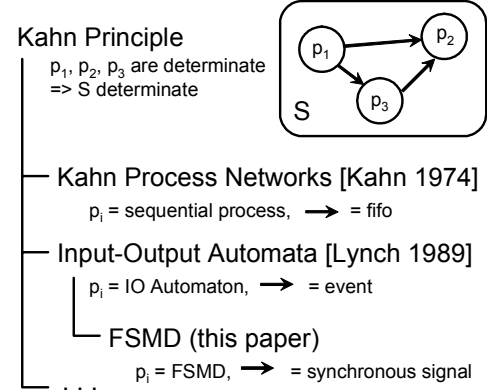 Kahn Principle
p₁, p₂, p₃ are determinate
=> S determinate
p₁
p₂
p₃
S
Kahn Process Networks [Kahn 1974]
pᵢ = sequential process, → = fifo
Input-Output Automata [Lynch 1989]
pᵢ = IO Automaton, → = event
FSMD (this paper)
pᵢ = FSMD, → = synchronous signal
. . .